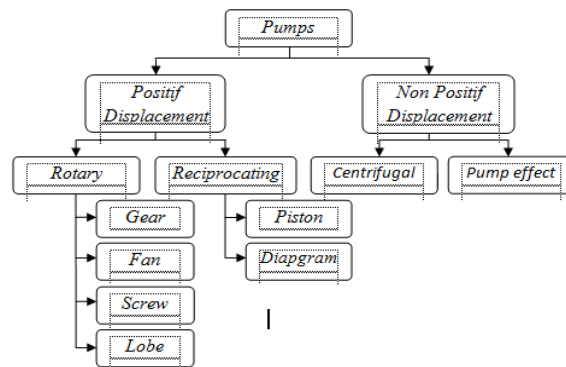 Pumps
Positif
Displacement
Non Positif
Displacement
Rotary
Reciprocating
Centrifugal
Pump effect
Gear
Piston
Fan
Diapgram
Screw
Lobe